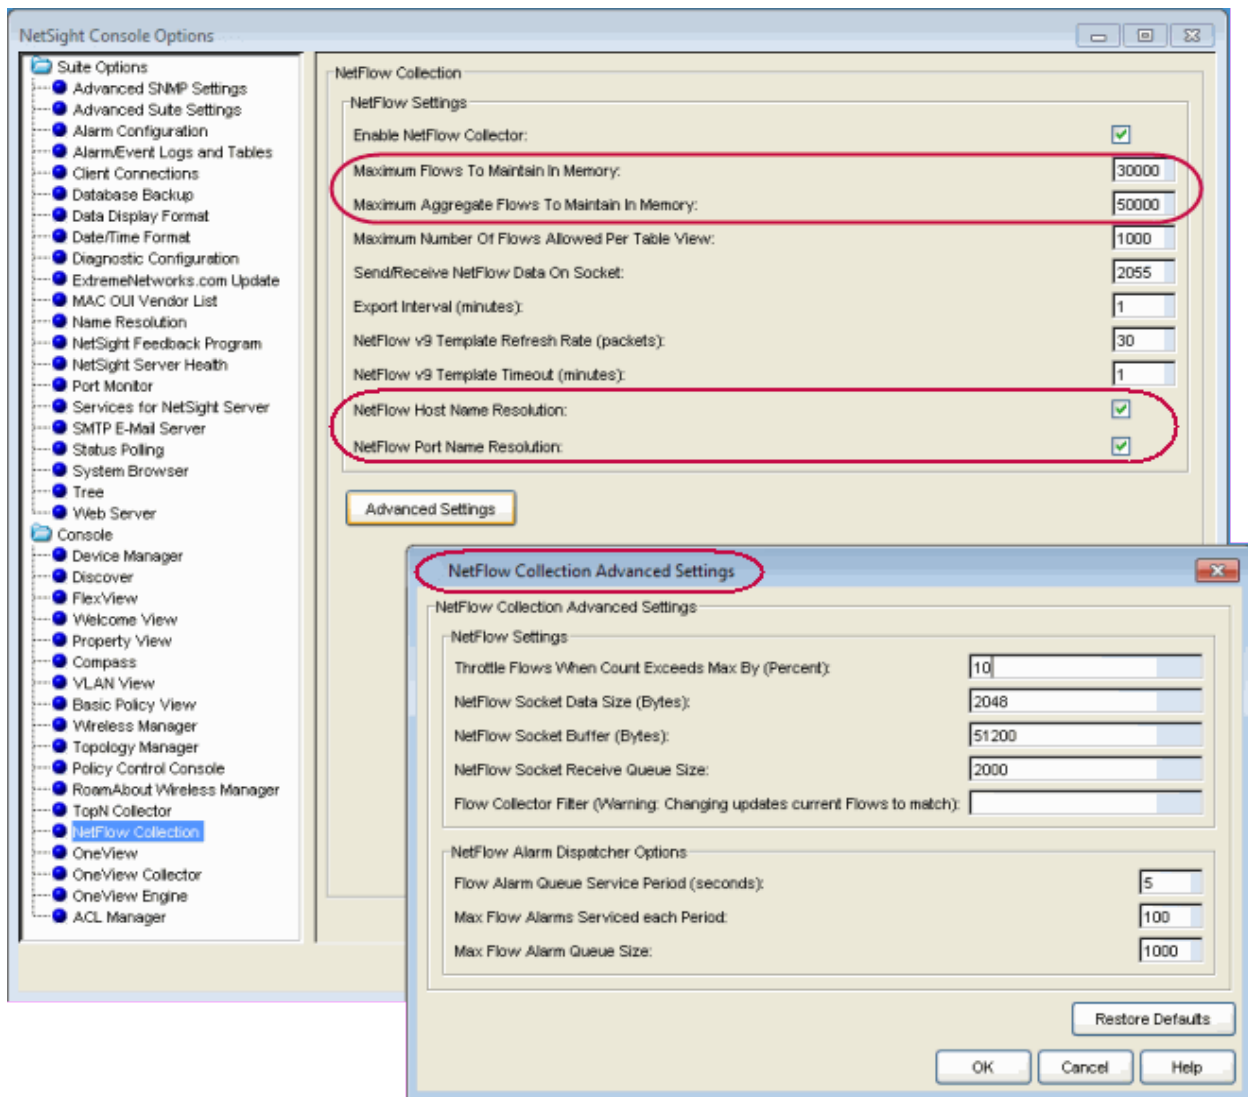 NetSight Console Options
Suite Options
Advanced SNMP Settings
Advanced Suite Settings
Alarm Configuration
Alarm/Event Logs and Tables
Client Connections
Database Backup
Data Display Format
Date/Time Format
Diagnostic Configuration
ExtremeNetworks.com Update
MAC OUI Vendor List
Name Resolution
NetSight Feedback Program
NetSight Server Health
Port Monitor
Services for NetSight Server
SMTP E-Mail Server
Status Polling
System Browser
Tree
Web Server
Console
Device Manager
Discover
FlexView
Welcome View
Property View
Compass
VLAN View
Basic Policy View
Wireless Manager
Topology Manager
Policy Control Console
RoamAbout Wireless Manager
TopN Collector
NetFlow Collection
OneView
OneView Collector
OneView Engine
ACL Manager
NetFlow Collection
NetFlow Settings
Enable NetFlow Collector:
Maximum Flows To Maintain In Memory: 30000
Maximum Aggregate Flows To Maintain In Memory: 50000
Maximum Number Of Flows Allowed Per Table View: 1000
Send/Receive NetFlow Data On Socket: 2055
Export Interval (minutes): 1
NetFlow v9 Template Refresh Rate (packets): 30
NetFlow v9 Template Timeout (minutes): 1
NetFlow Host Name Resolution:
NetFlow Port Name Resolution:
Advanced Settings
NetFlow Collection Advanced Settings
NetFlow Collection Advanced Settings
NetFlow Settings
Throttle Flows When Count Exceeds Max By (Percent): 10
NetFlow Socket Data Size (Bytes): 2048
NetFlow Socket Buffer (Bytes): 51200
NetFlow Socket Receive Queue Size: 2000
Flow Collector Filter (Warning: Changing updates current Flows to match):
NetFlow Alarm Dispatcher Options
Flow Alarm Queue Service Period (seconds): 5
Max Flow Alarms Serviced each Period: 100
Max Flow Alarm Queue Size: 1000
Restore Defaults
OK Cancel Help